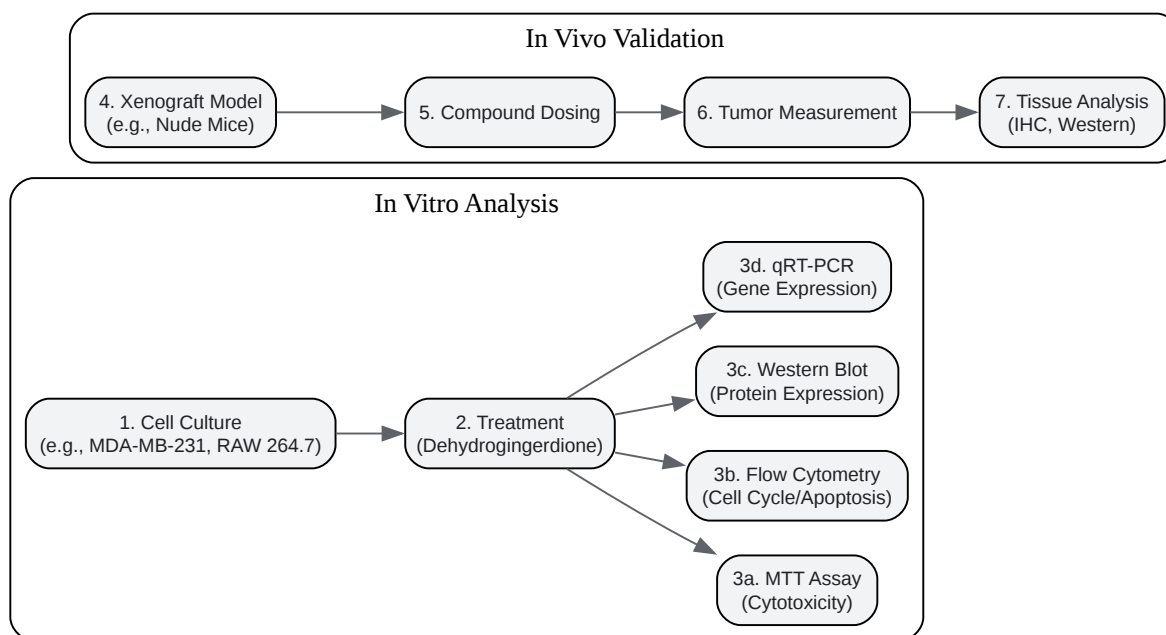 In Vivo Validation
4. Xenograft Model
(e.g., Nude Mice)
5. Compound Dosing
6. Tumor Measurement
7. Tissue Analysis
(IHC, Western)
In Vitro Analysis
3d. qRT-PCR
(Gene Expression)
3c. Western Blot
(Protein Expression)
1. Cell Culture
(e.g., MDA-MB-231, RAW 264.7)
2. Treatment
(Dehydrogingerdione)
3b. Flow Cytometry
(Cell Cycle/Apoptosis)
3a. MTT Assay
(Cytotoxicity)